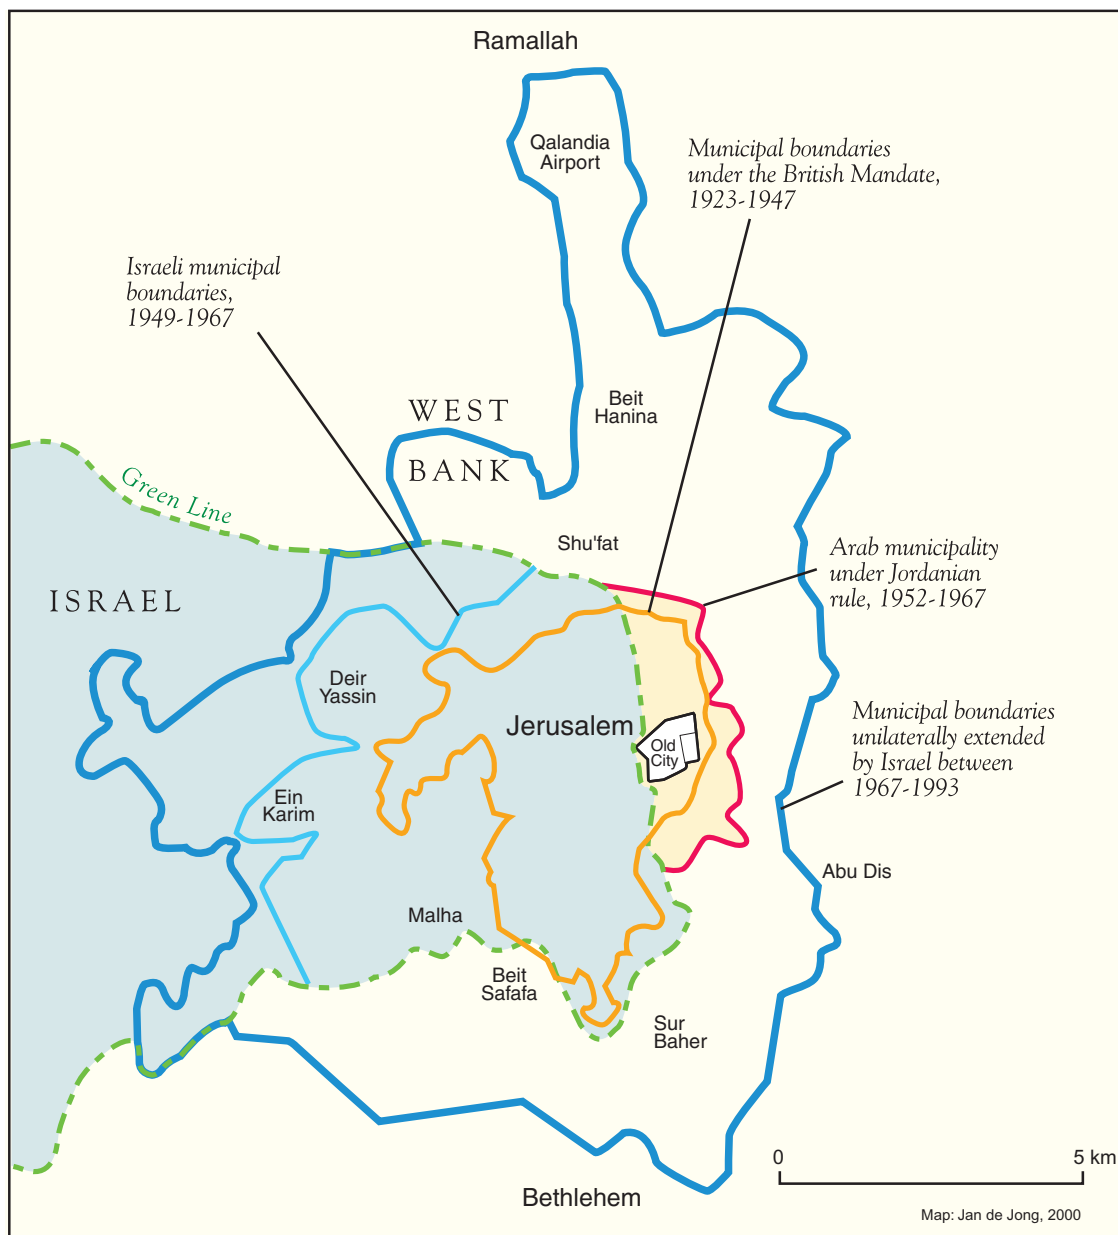 Ramallah
Qalandia
Airport
Municipal boundaries
under the British Mandate,
1923-1947
Israeli municipal
boundaries,
1949-1967
Beit
Hanina
WEST
BANK
Green Line
Shu'fat
Arab municipality
under Jordanian
rule, 1952-1967
ISRAEL
Deir
Yassin
Jerusalem
Old
City
Municipal boundaries
unilaterally extended
by Israel between
1967-1993
Ein
Karim
Abu Dis
Malha
Beit
Safafa
Sur
Baher
0 5 km
Bethlehem
Map: Jan de Jong, 2000